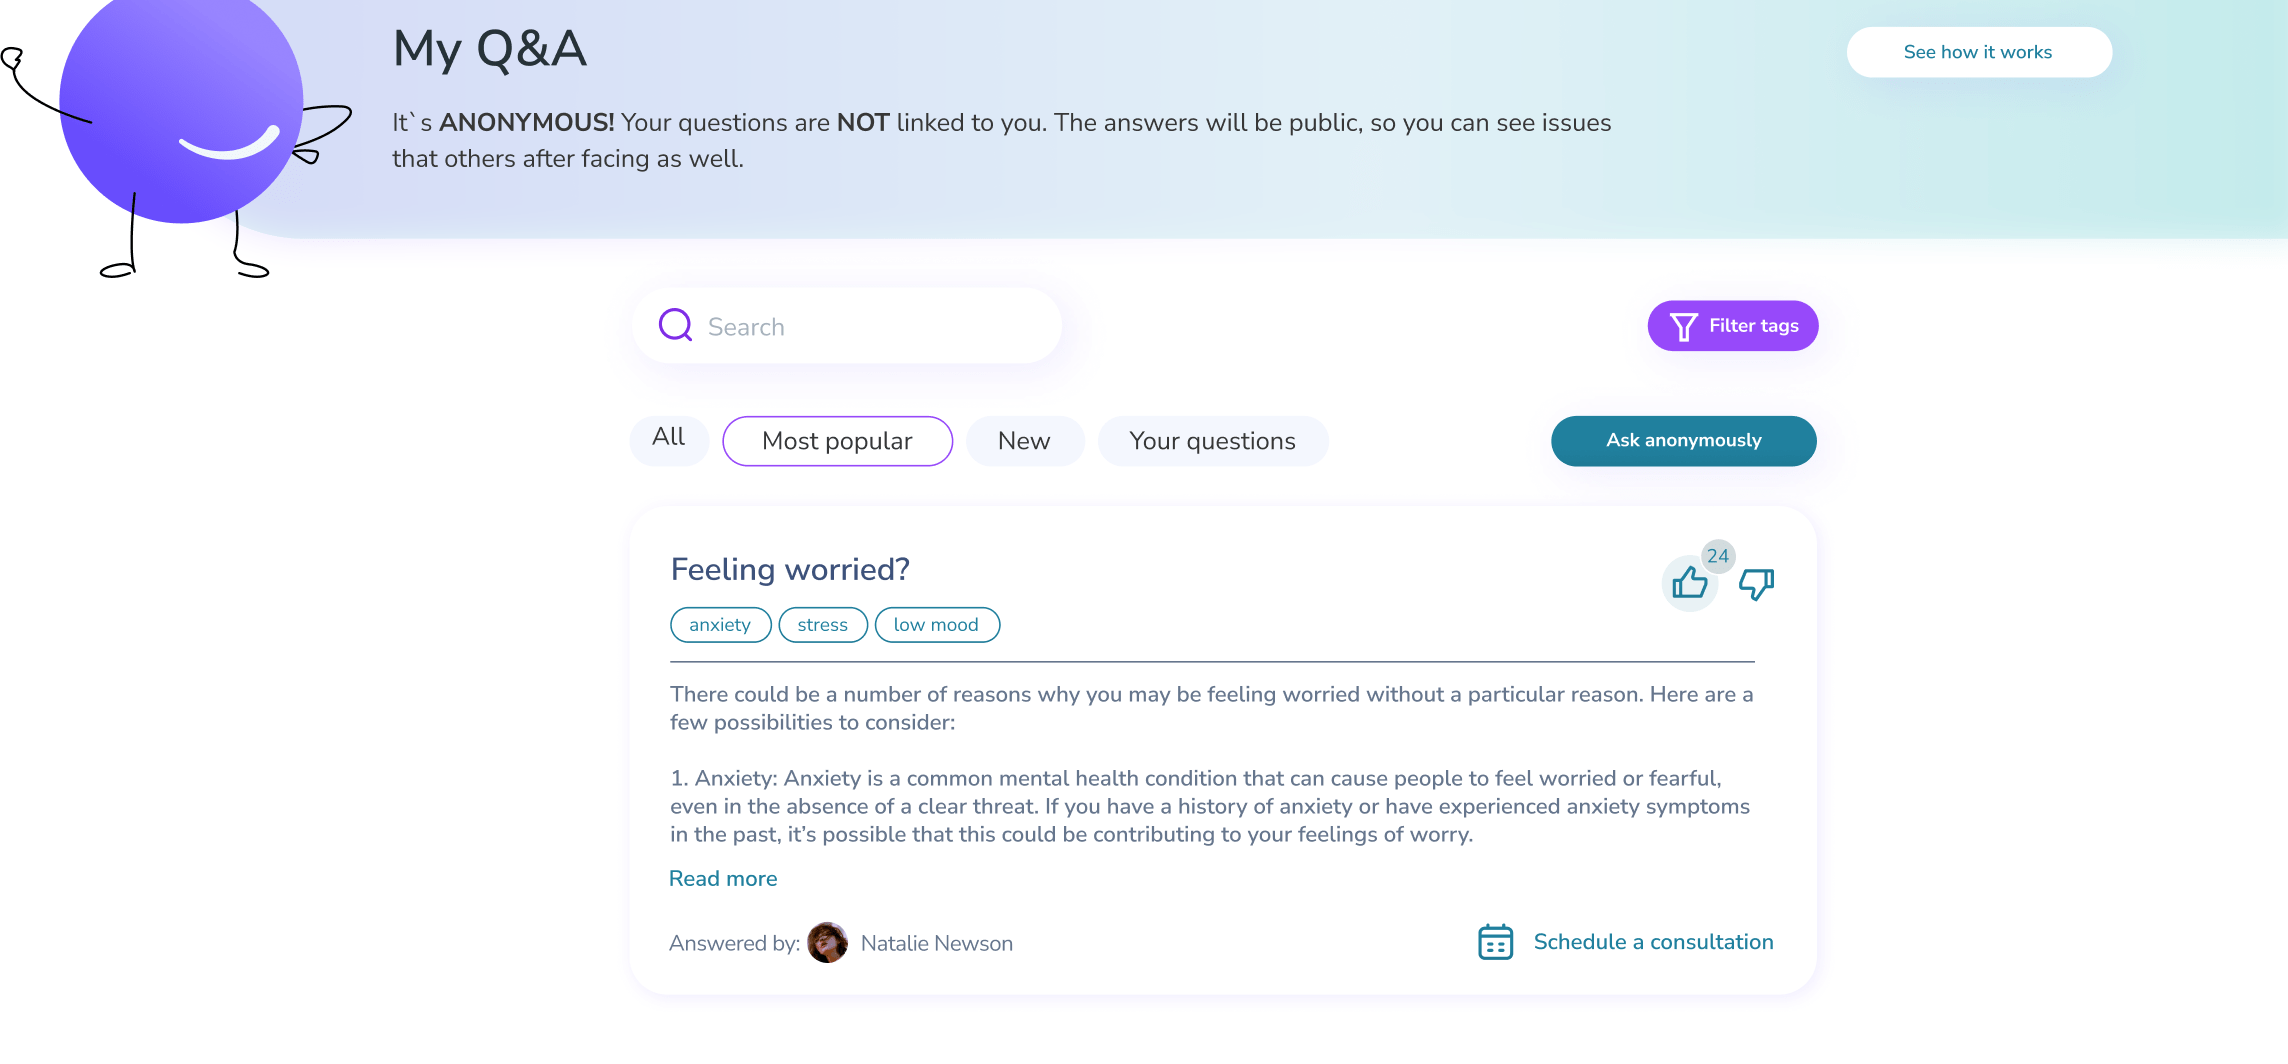 My Q&A
See how it works
It`s ANONYMOUS! Your questions are NOT linked to you. The answers will be public, so you can see issues
that others after facing as well.
Search
Filter tags
All
Most popular
New
Your questions
Ask anonymously
Feeling worried?
24
anxiety
stress
low mood
There could be a number of reasons why you may be feeling worried without a particular reason. Here are a
few possibilities to consider:
1. Anxiety: Anxiety is a common mental health condition that can cause people to feel worried or fearful,
even in the absence of a clear threat. If you have a history of anxiety or have experienced anxiety symptoms
in the past, it’s possible that this could be contributing to your feelings of worry.
Read more
Answered by:
Natalie Newson
Schedule a consultation